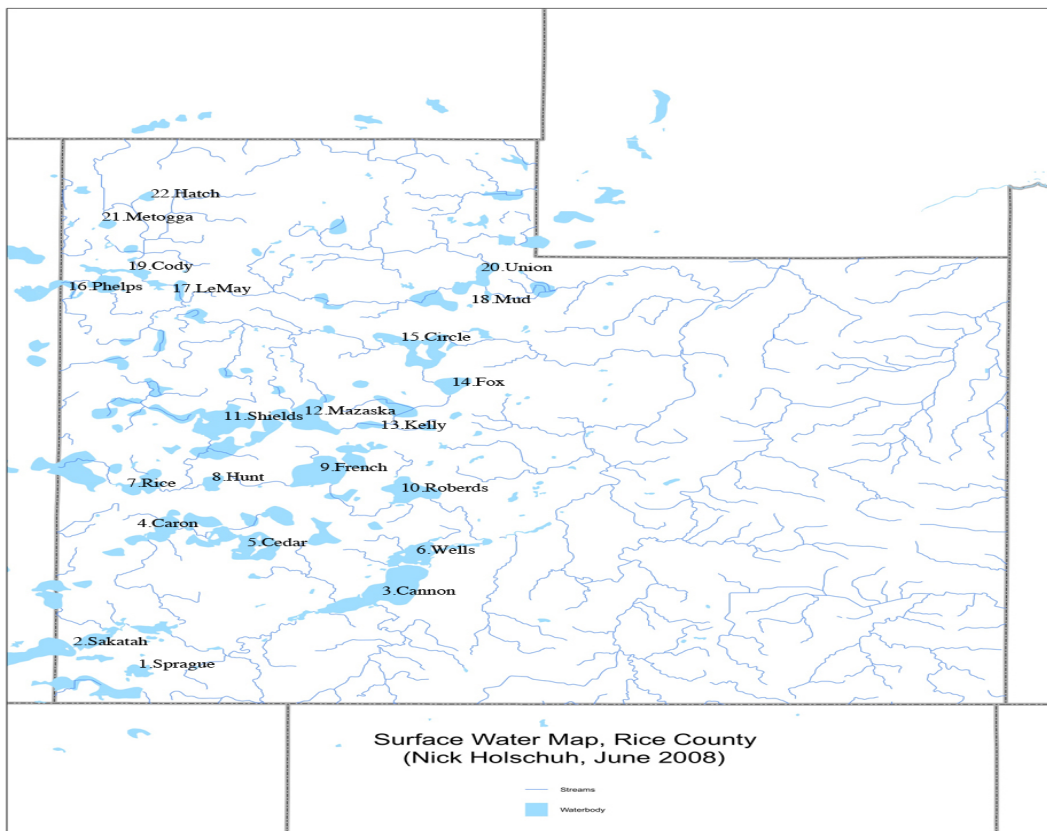 22.Hatch
21.Metogga
19.Cody
20.Union
16.Phelps
17.LeMay
18.Mud
15.Circle
14.Fox
12.Mazaska
11.Shields
13.Kelly
9.French
7.Rice
8.Hunt
10.Roberds
4.Caron
5.Cedar
6.Wells
3.Cannon
2.Sakatah
1.Sprague
Surface Water Map, Rice County
(Nick Holschuh, June 2008)
Streams
Waterbody